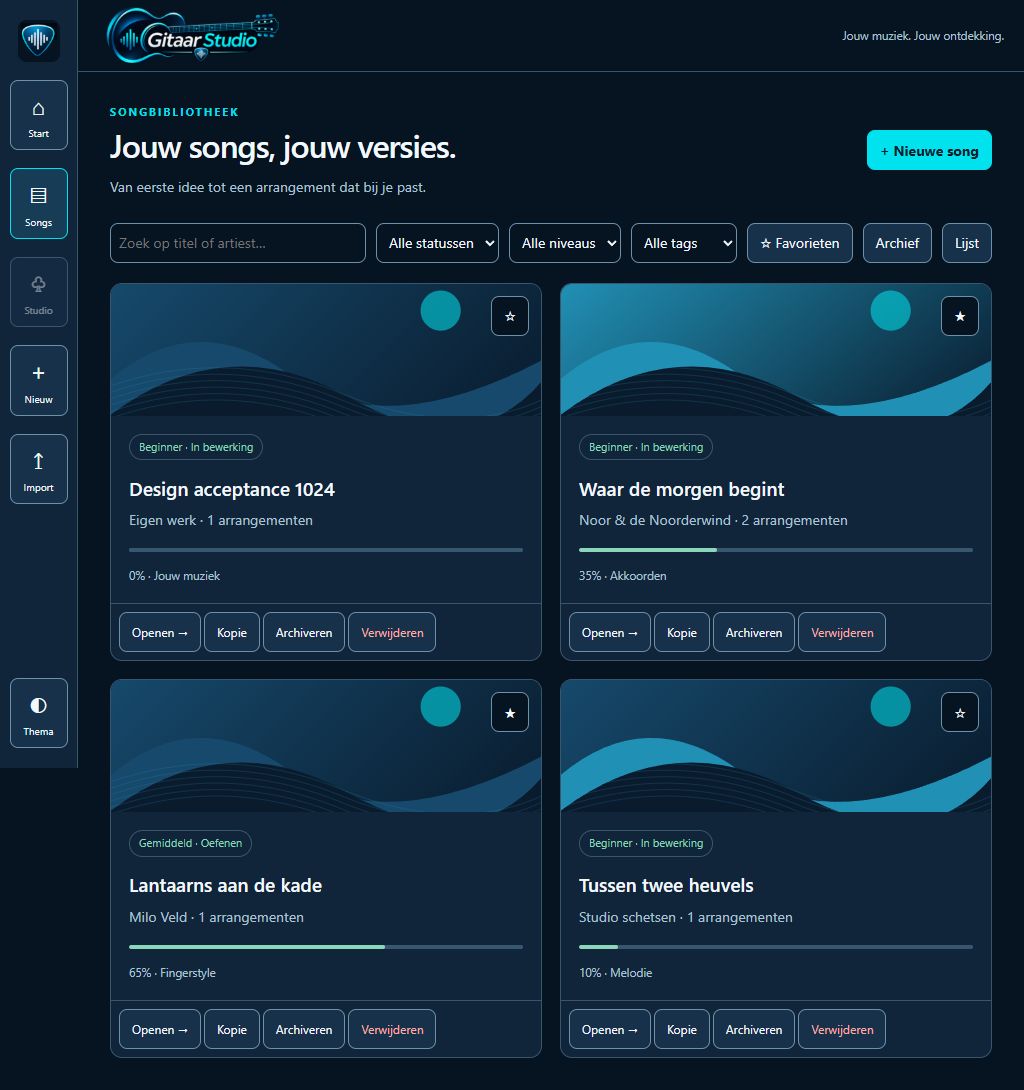 Gitaar Studio
Jouw muziek. Jouw ontdekking.
Start
Songs
Studio
+
Nieuw
Import
Thema
SONGBIBLIOTHEEK
Jouw songs, jouw versies.
Van eerste idee tot een arrangement dat bij je past.
+ Nieuwe song
Zoek op titel of artiest...
Alle statussen
Alle niveaus
Alle tags
☆ Favorieten
Archief
Lijst
☆
Beginner · In bewerking
Design acceptance 1024
Eigen werk · 1 arrangementen
0% · Jouw muziek
Openen →
Kopie
Archiveren
Verwijderen
★
Beginner · In bewerking
Waar de morgen begint
Noor & de Noorderwind · 2 arrangementen
35% · Akkoorden
Openen →
Kopie
Archiveren
Verwijderen
★
Gemiddeld · Oefenen
Lantaarns aan de kade
Milo Veld · 1 arrangementen
65% · Fingerstyle
Openen →
Kopie
Archiveren
Verwijderen
☆
Beginner · In bewerking
Tussen twee heuvels
Studio schetsen · 1 arrangementen
10% · Melodie
Openen →
Kopie
Archiveren
Verwijderen